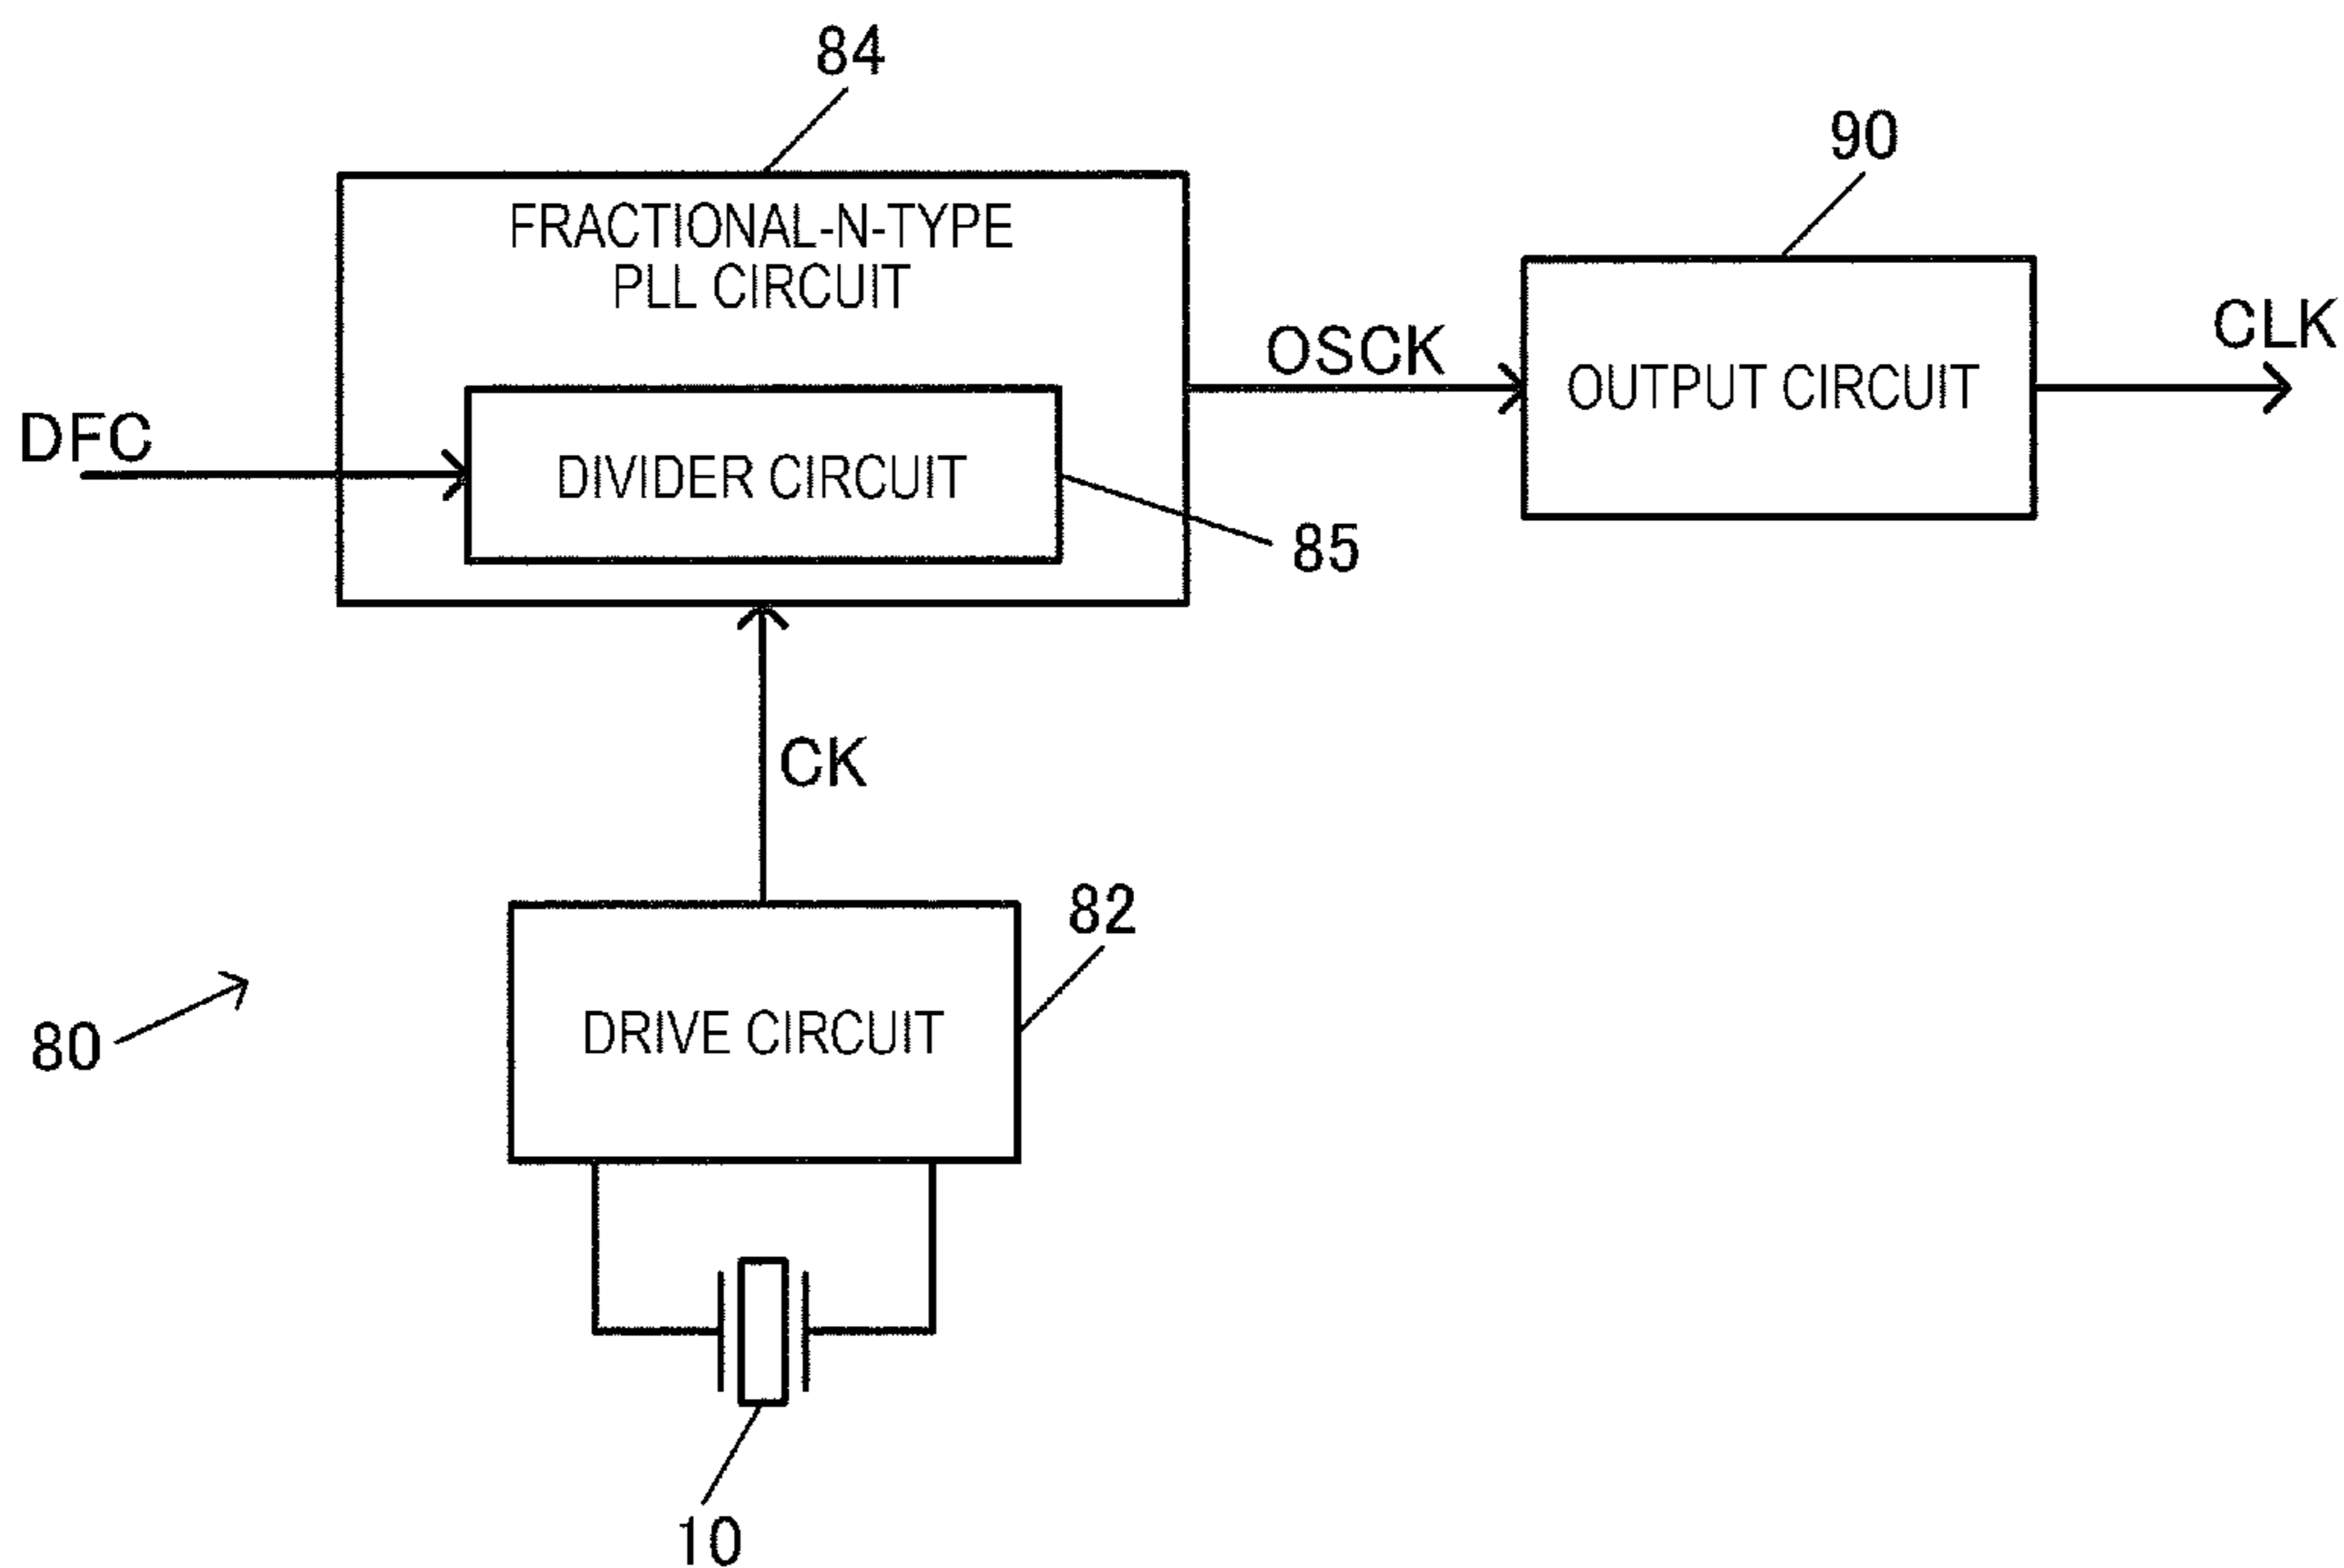 84
90
FRACTIONAL-N-TYPE
PLL CIRCUIT
OSCK
CLK
OUTPUT CIRCUIT
DFC
DIVIDER CIRCUIT
85
CK
82
80
DRIVE CIRCUIT
10